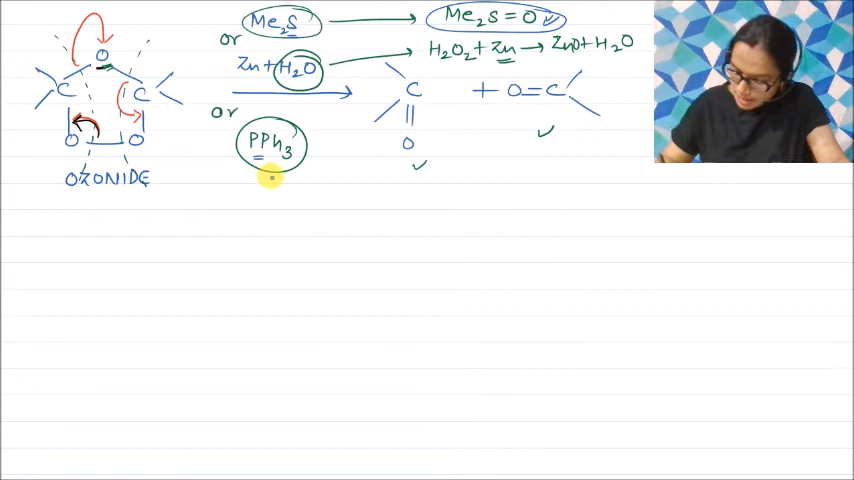 Me₂S → Me₂S=O
or
Zn + H₂O → H₂O₂ + Zn → ZnO + H₂O
or
PPh₃
O
C C
O O
OZONIDE
C + O=C
O